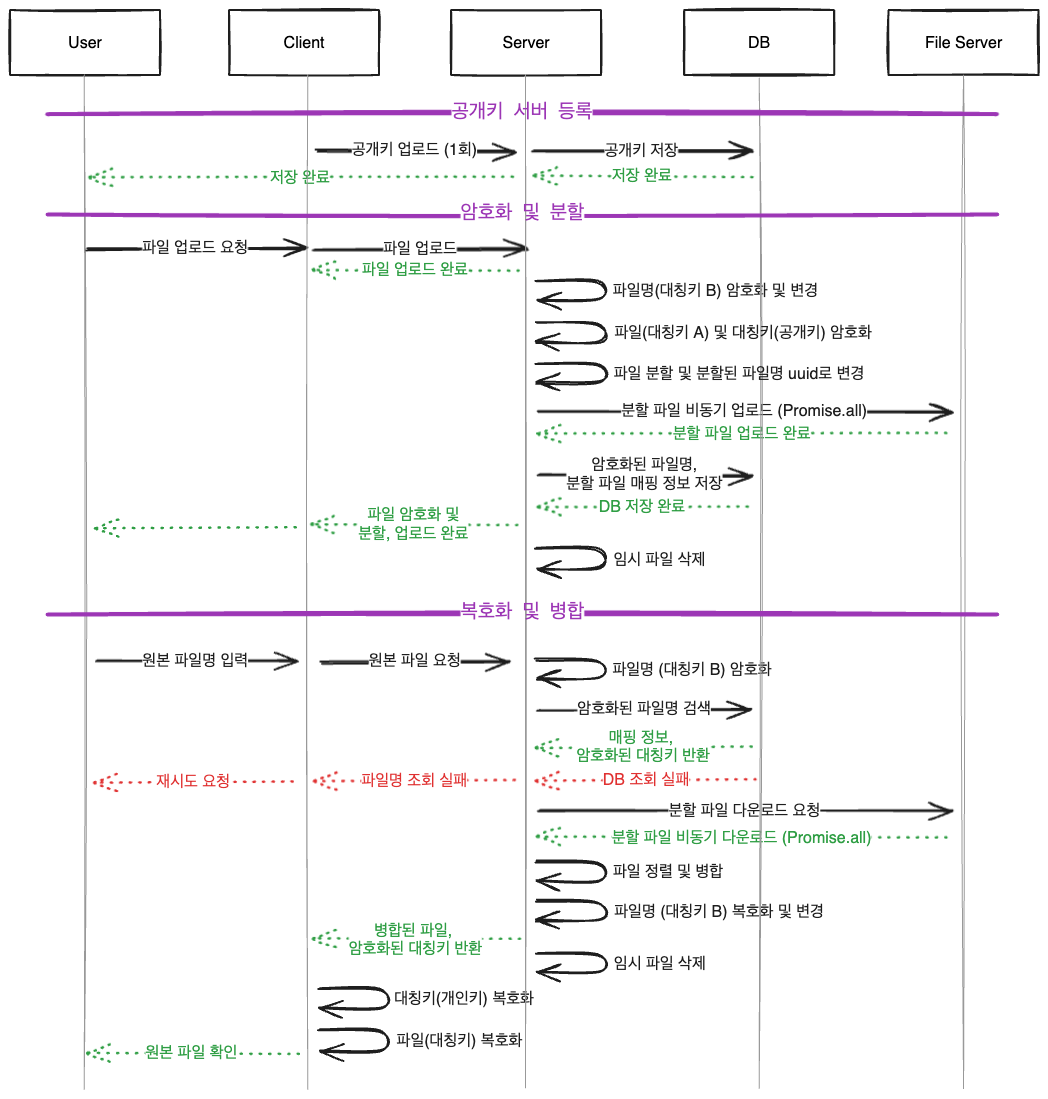 User
Client
Server
DB
File Server
공개키 서버 등록
공개키 업로드 (1회)
공개키 저장
저장 완료
저장 완료
암호화 및 분할
파일 업로드 요청
파일 업로드
파일 업로드 완료
파일명(대칭키 B) 암호화 및 변경
파일(대칭키 A) 및 대칭키(공개키) 암호화
파일 분할 및 분할된 파일명 uuid로 변경
분할 파일 비동기 업로드 (Promise.all)
분할 파일 업로드 완료
암호화된 파일명,
분할 파일 매핑 정보 저장
DB 저장 완료
파일 암호화 및
분할, 업로드 완료
임시 파일 삭제
복호화 및 병합
원본 파일명 입력
원본 파일 요청
파일명 (대칭키 B) 암호화
암호화된 파일명 검색
매핑 정보,
암호화된 대칭키 반환
재시도 요청
파일명 조회 실패
DB 조회 실패
분할 파일 다운로드 요청
분할 파일 비동기 다운로드 (Promise.all)
파일 정렬 및 병합
파일명 (대칭키 B) 복호화 및 변경
병합된 파일,
암호화된 대칭키 반환
임시 파일 삭제
대칭키(개인키) 복호화
파일(대칭키) 복호화
원본 파일 확인